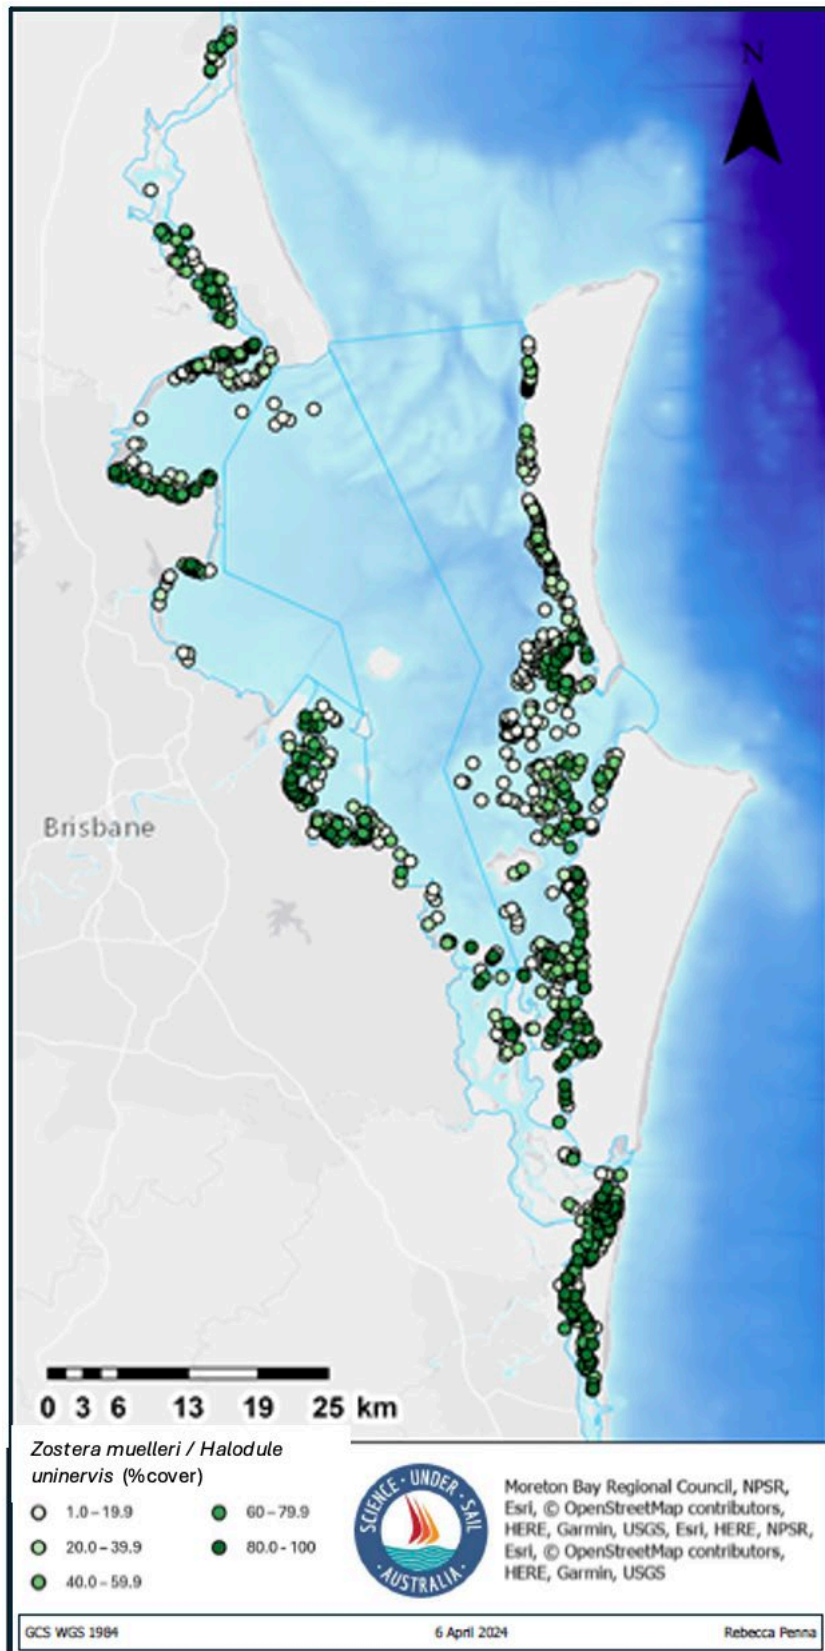 N
Brisbane
0 3 6 13 19 25 km
Zostera muelleri / Halodule
uninervis (%cover)
1.0 – 19.9
20.0 – 39.9
40.0 – 59.9
60 – 79.9
80.0 - 100
SCIENCE · UNDER · SAIL
· AUSTRALIA ·
Moreton Bay Regional Council, NPSR,
Esri, © OpenStreetMap contributors,
HERE, Garmin, USGS, Esri, HERE, NPSR,
Esri, © OpenStreetMap contributors,
HERE, Garmin, USGS
GCS WGS 1984
6 April 2024
Rebecca Penna